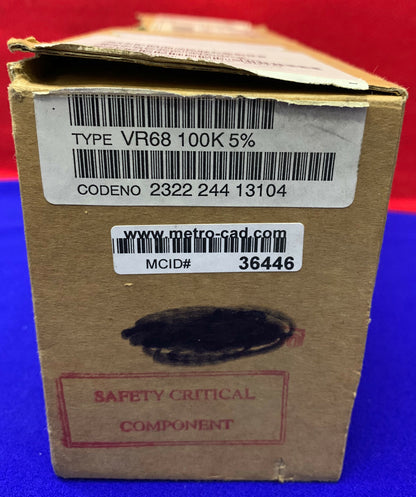 TYPE VR68 100K 5%
CODENO 2322 244 13104
www.metro-cad.com
MCID# 36446
SAFETY CRITICAL
COMPONENT